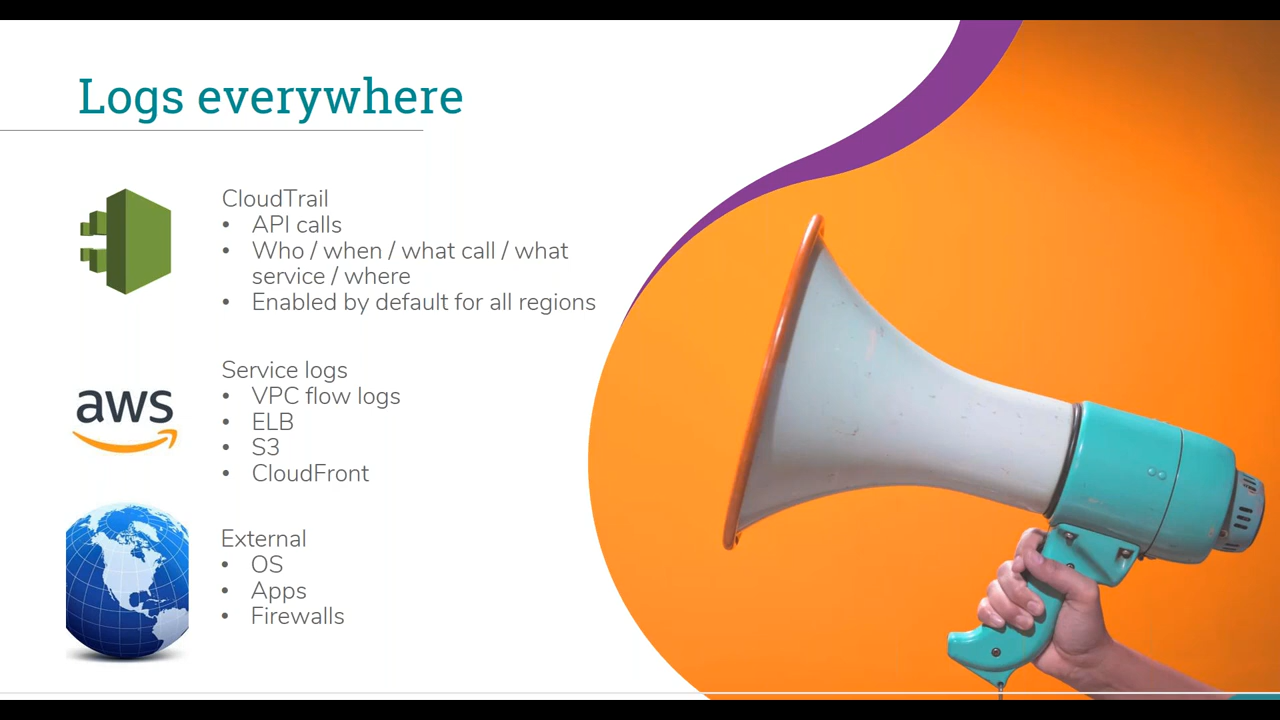 Logs everywhere
CloudTrail
• API calls
• Who / when / what call / what
service / where
• Enabled by default for all regions
aws
Service logs
• VPC flow logs
• ELB
• S3
• CloudFront
External
• OS
• Apps
• Firewalls